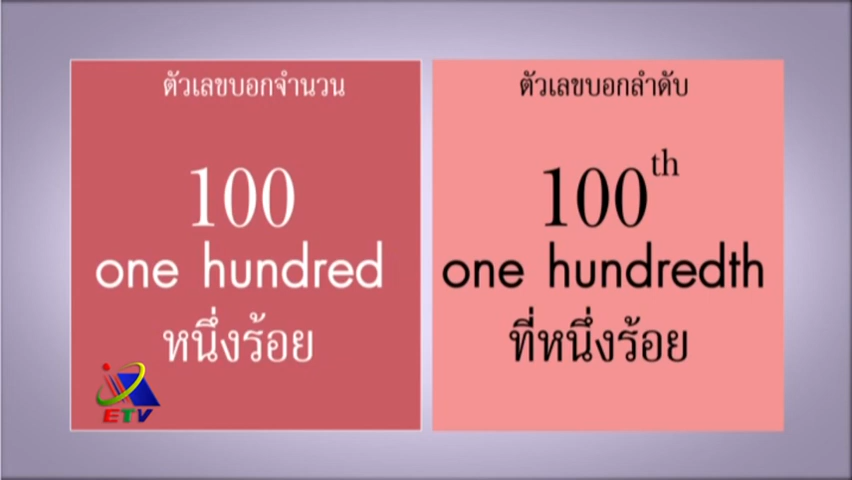 ตัวเลขบอกจำนวน
100
one hundred
หนึ่งร้อย
ETV
ตัวเลขบอกลำดับ
100th
one hundredth
ที่หนึ่งร้อย